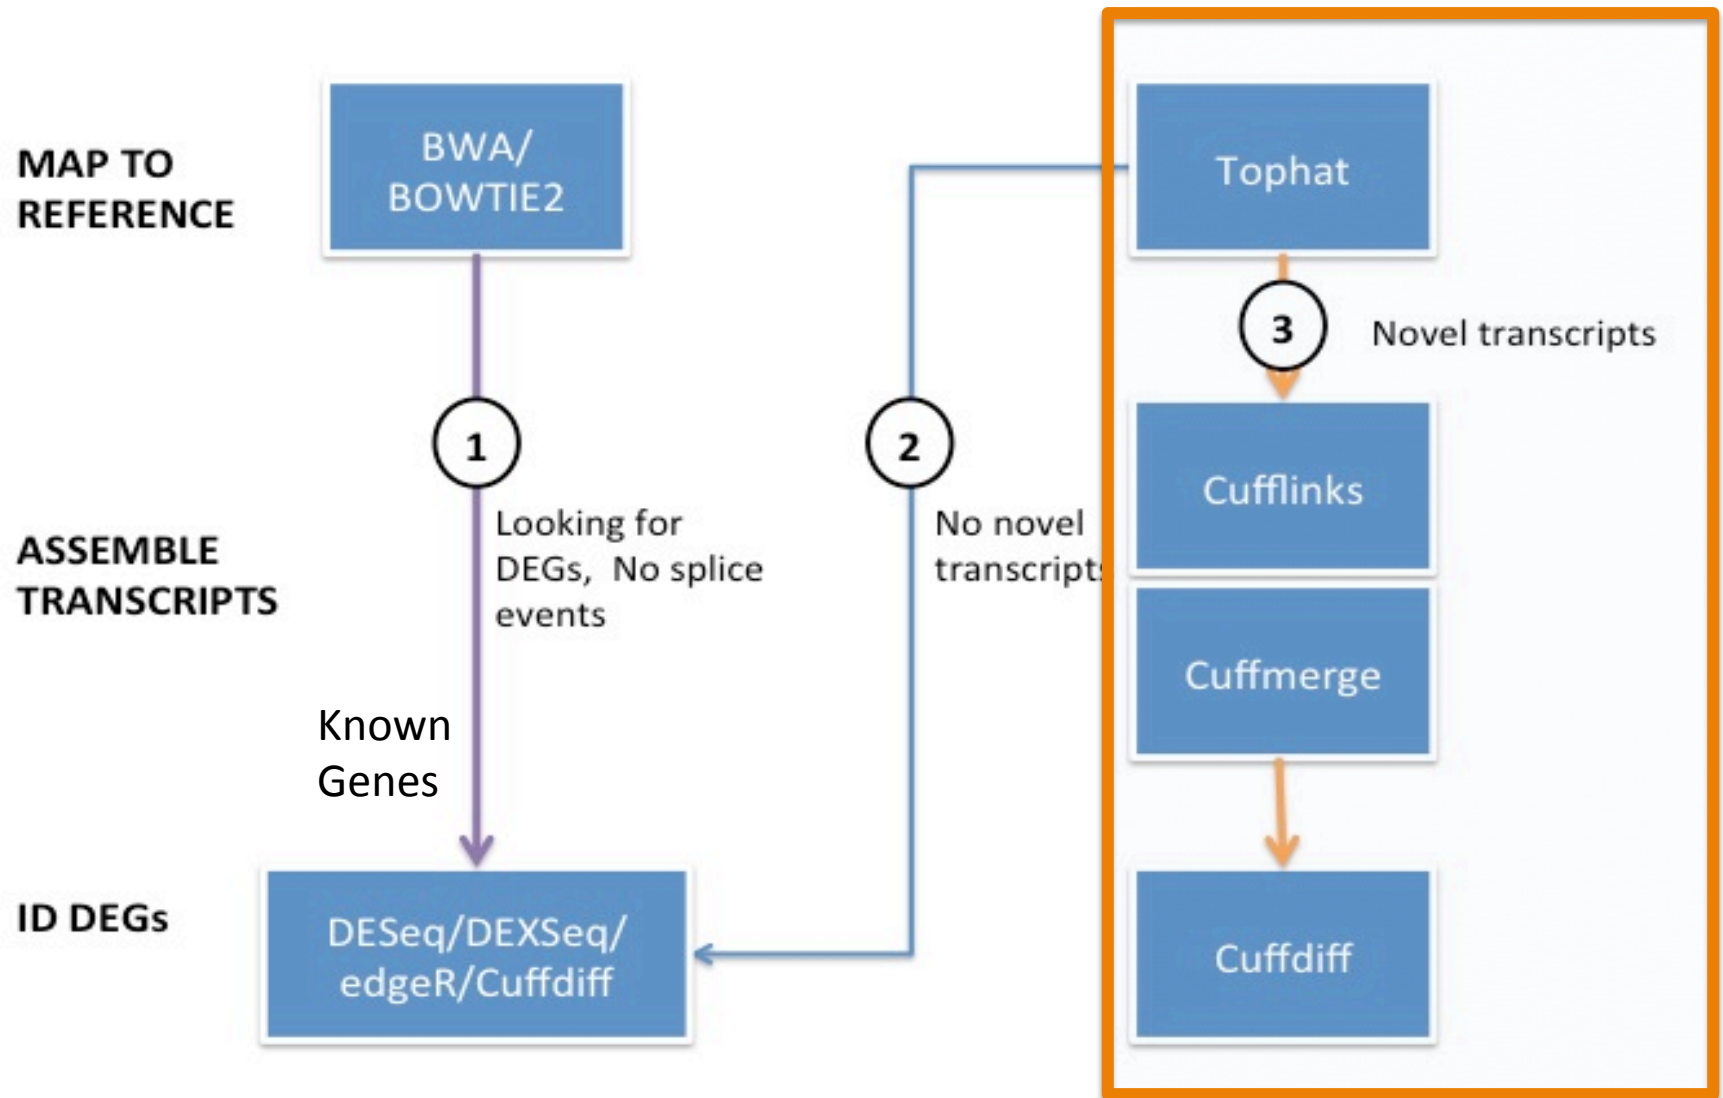 MAP TO
REFERENCE
BWA/
BOWTIE2
Tophat
3
Novel transcripts
1
2
Looking for
DEGs, No splice
events
No novel
transcripts
Cufflinks
ASSEMBLE
TRANSCRIPTS
Cuffmerge
Known
Genes
ID DEGs
DESeq/DEXSeq/
edgeR/Cuffdiff
Cuffdiff